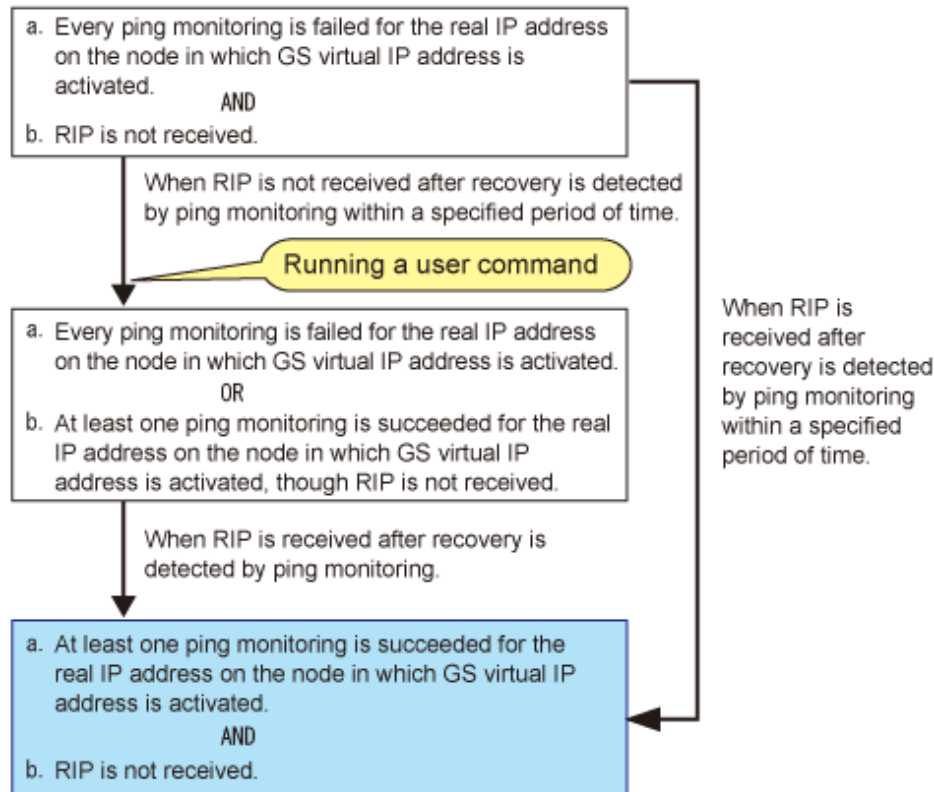 a. Every ping monitoring is failed for the real IP address
on the node in which GS virtual IP address is
activated.
AND
b. RIP is not received.
When RIP is not received after recovery is detected
by ping monitoring within a specified period of time.
Running a user command
a. Every ping monitoring is failed for the real IP address
on the node in which GS virtual IP address is activated.
OR
b. At least one ping monitoring is succeeded for the real
IP address on the node in which GS virtual IP
address is activated, though RIP is not received.
When RIP is
received after
recovery is detected
by ping monitoring
within a specified
period of time.
When RIP is received after recovery is
detected by ping monitoring.
a. At least one ping monitoring is succeeded for the
real IP address on the node in which GS virtual IP
address is activated.
AND
b. RIP is not received.